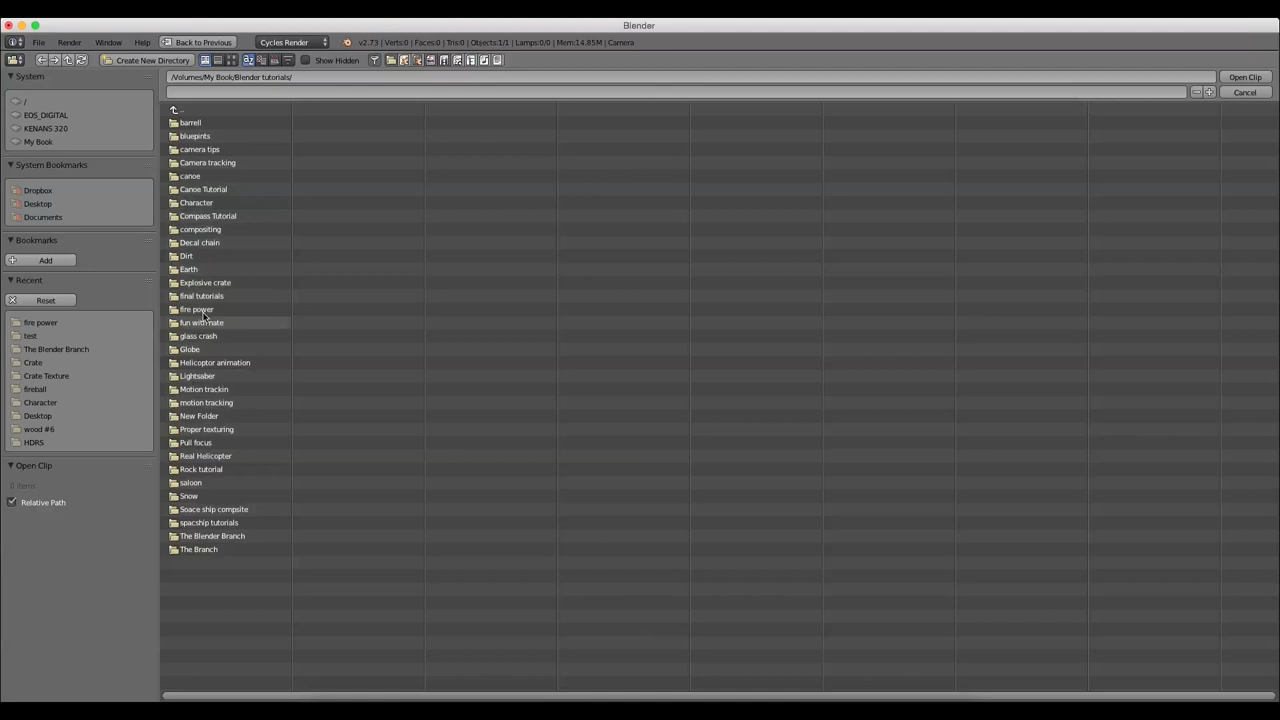 Blender
File Render Window Help Back to Previous Cycles Render v2.73 | Verts:0 | Faces:0 | Tris:0 | Objects:1/1 | Lamps:0/0 | Mem:14.85M | Camera
Create New Directory Show Hidden
System
/
EOS_DIGITAL
KENANS 320
My Book
System Bookmarks
Dropbox
Desktop
Documents
Bookmarks
Add
Recent
Reset
fire power
test
The Blender Branch
Crate
Crate Texture
fireball
Character
Desktop
wood #6
HDRS
Open Clip
0 items
Relative Path
/Volumes/My Book/Blender tutorials/ Open Clip
Cancel
..
barrell
bluepints
camera tips
Camera tracking
canoe
Canoe Tutorial
Character
Compass Tutorial
compositing
Decal chain
Dirt
Earth
Explosive crate
final tutorials
fire power
fun with nate
glass crash
Globe
Helicoptor animation
Lightsaber
Motion trackin
motion tracking
New Folder
Proper texturing
Pull focus
Real Helicopter
Rock tutorial
saloon
Snow
Soace ship compsite
spacship tutorials
The Blender Branch
The Branch